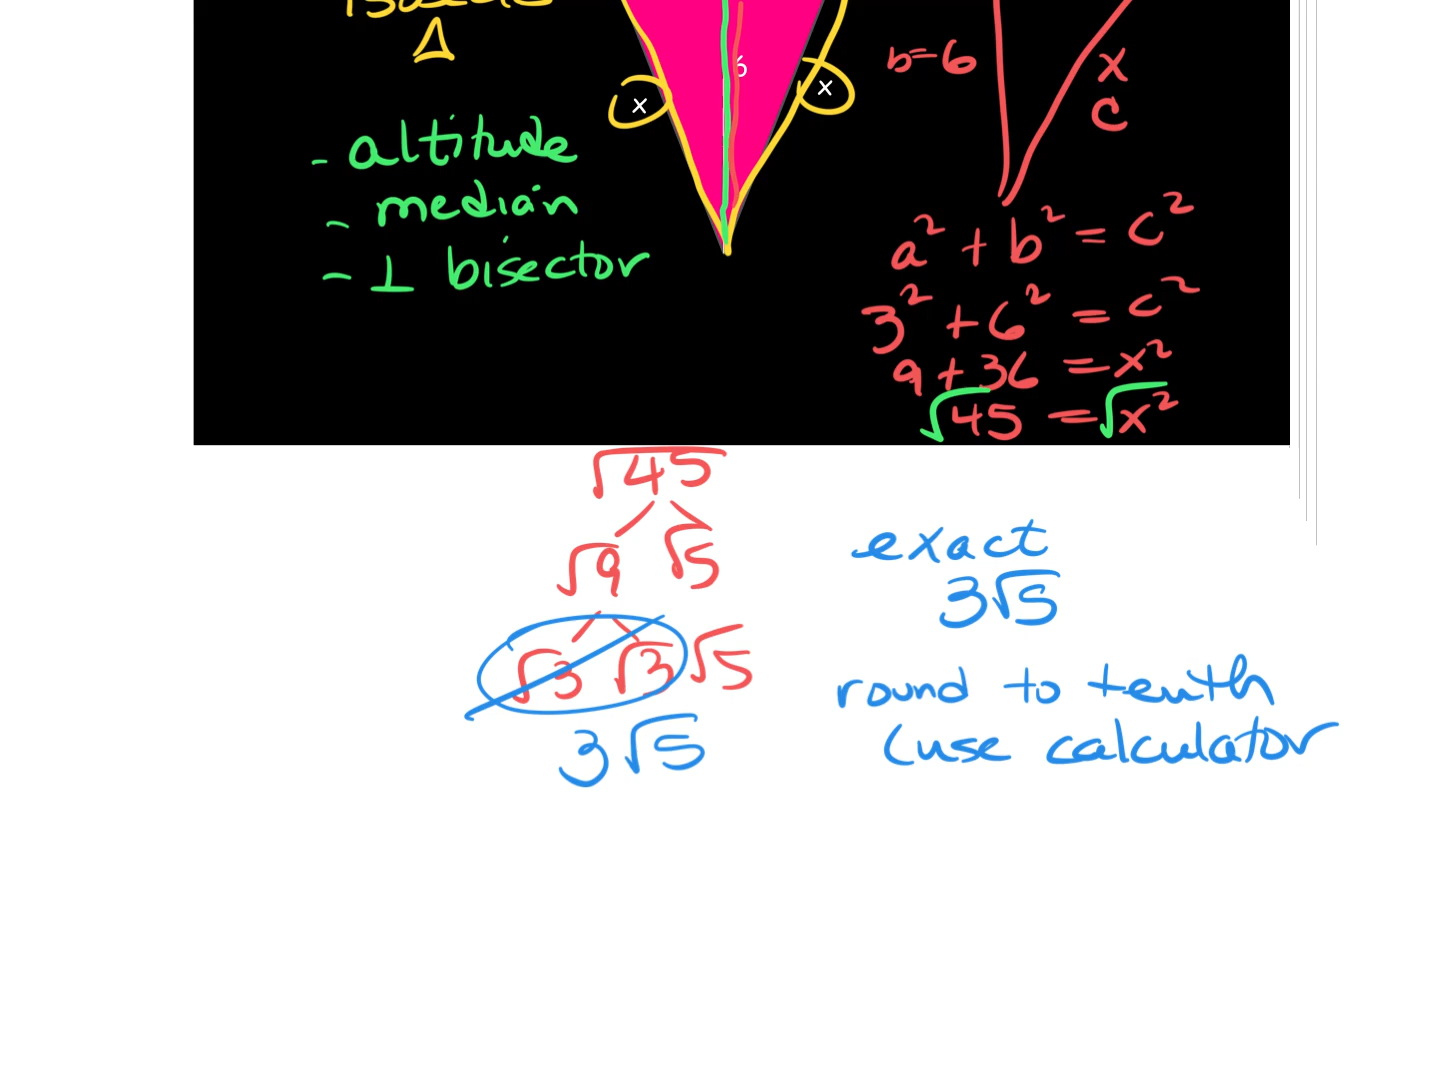 6
b=6
x
x
x
c
- altitude
- median
- ⊥ bisector
a² + b² = c²
3² + 6² = c²
9 + 36 = x²
√45 = √x²
√45
√9 √5
√3 √3 √5
3√5
exact
3√5
round to tenth
(use calculator